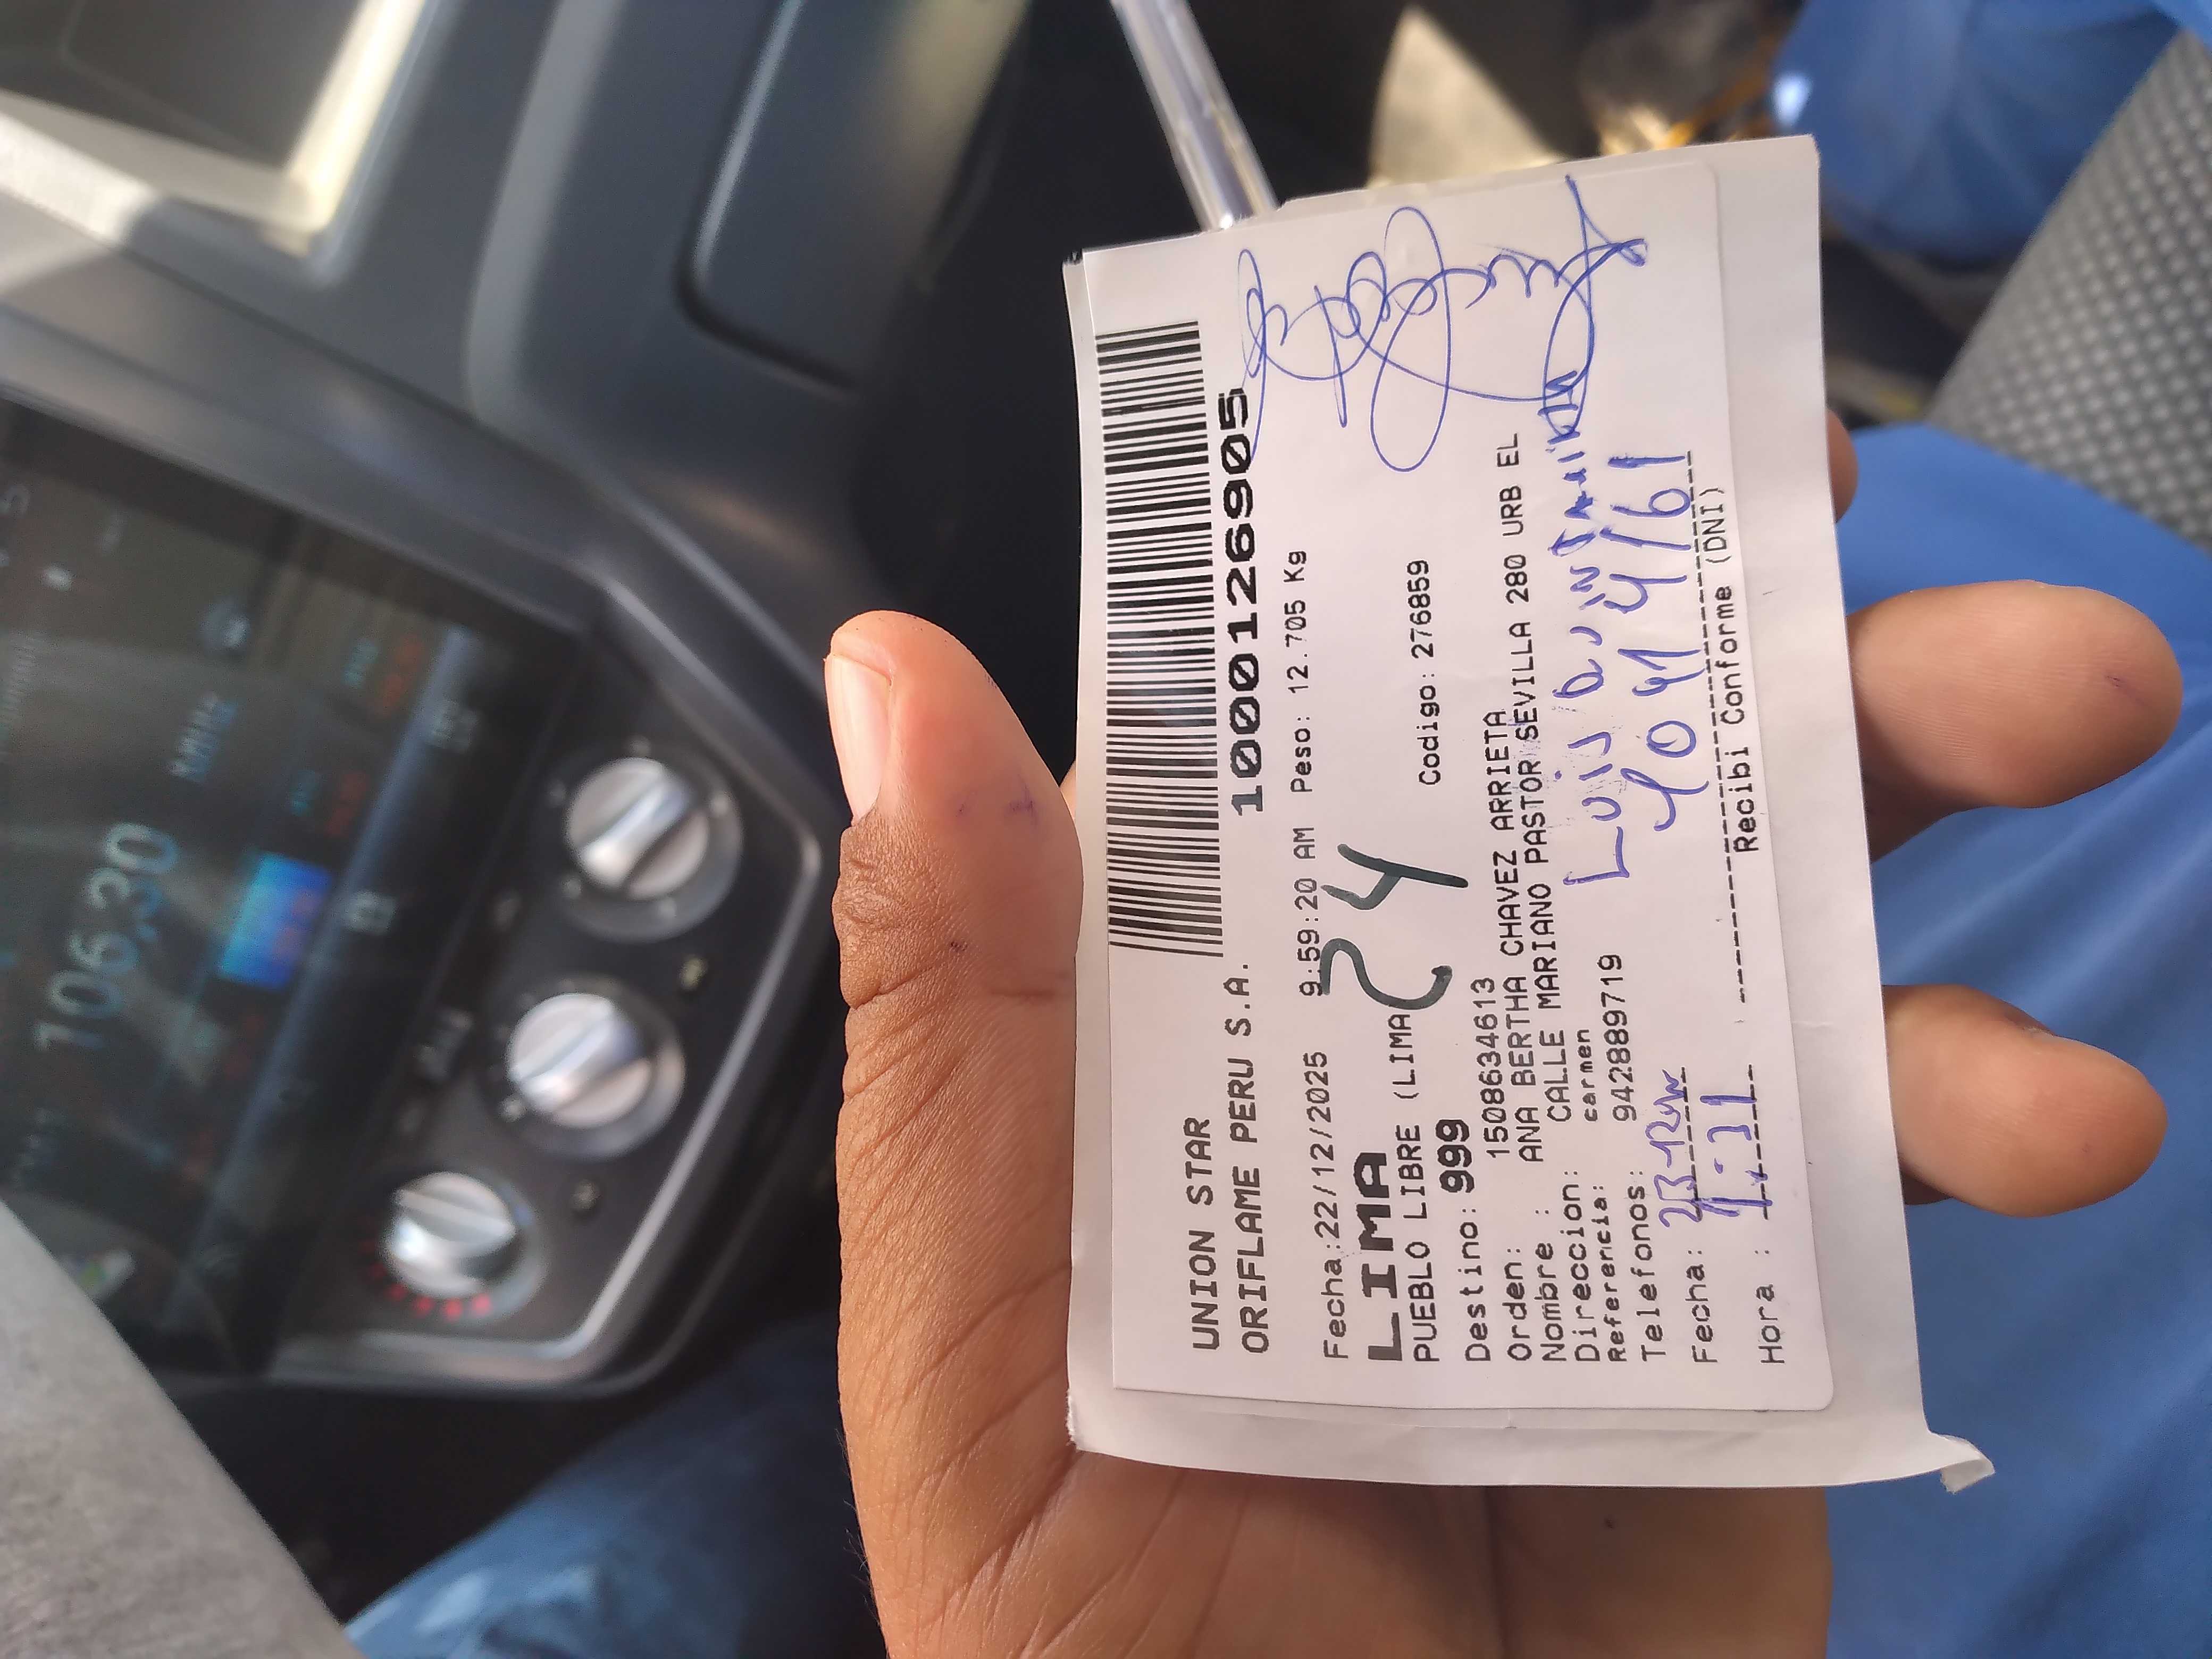 UNION STAR
ORIFLAME PERU S.A.
1000126905
Fecha:22/12/2025 9:59:20 AM Peso: 12.705 Kg
LIMA
24
PUEBLO LIBRE (LIMA
Destino: 999 Codigo: 276859
Orden: 1508634613
Nombre : ANA BERTHA CHAVEZ ARRIETA
Direccion: CALLE MARIANO PASTOR SEVILLA 280 URB EL
Referencia: carmen
Telefonos: 942889719
Luis
Fecha: 23-12
Hora :
Recibi Conforme (DNI)
106.30
MHz